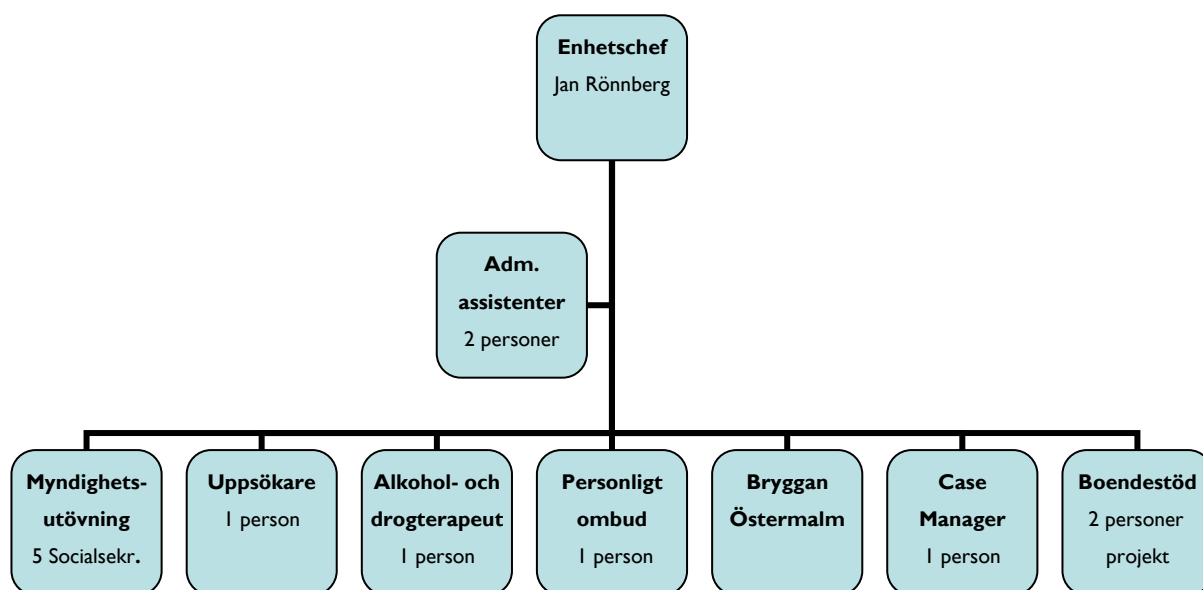 Enhetschef
Jan Rönnberg
Adm.
assistenter
2 personer
Myndighets-
utövning
5 Socialsekr.
Uppsökare
1 person
Alkohol- och
drogterapeut
1 person
Personligt
ombud
1 person
Bryggan
Östermalm
Case
Manager
1 person
Boendestöd
2 personer
projekt